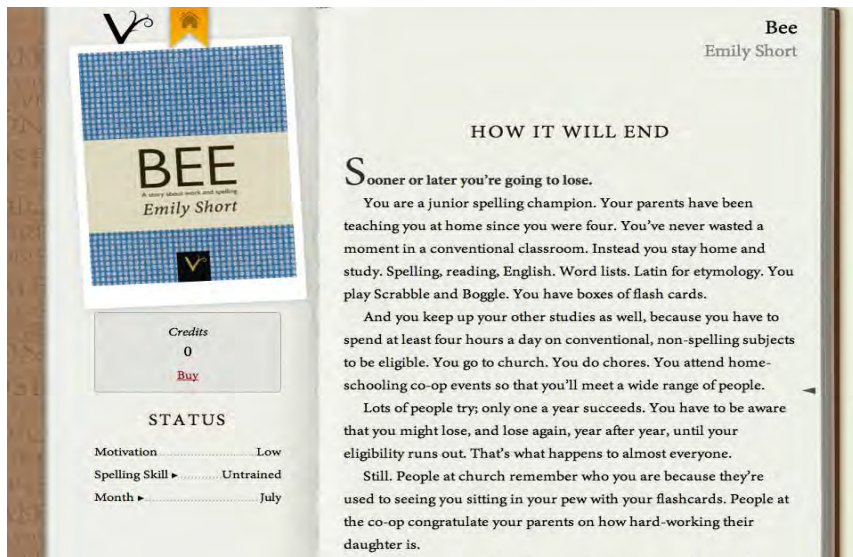 BEE
A story about work and spelling
Emily Short
Credits
0
Buy
STATUS
Motivation Low
Spelling Skill ▸ Untrained
Month ▸ July
Bee
Emily Short
HOW IT WILL END
Sooner or later you're going to lose.
You are a junior spelling champion. Your parents have been
teaching you at home since you were four. You've never wasted a
moment in a conventional classroom. Instead you stay home and
study. Spelling, reading, English. Word lists. Latin for etymology. You
play Scrabble and Boggle. You have boxes of flash cards.
And you keep up your other studies as well, because you have to
spend at least four hours a day on conventional, non-spelling subjects
to be eligible. You go to church. You do chores. You attend home-
schooling co-op events so that you'll meet a wide range of people.
Lots of people try; only one a year succeeds. You have to be aware
that you might lose, and lose again, year after year, until your
eligibility runs out. That's what happens to almost everyone.
Still. People at church remember who you are because they're
used to seeing you sitting in your pew with your flashcards. People at
the co-op congratulate your parents on how hard-working their
daughter is.